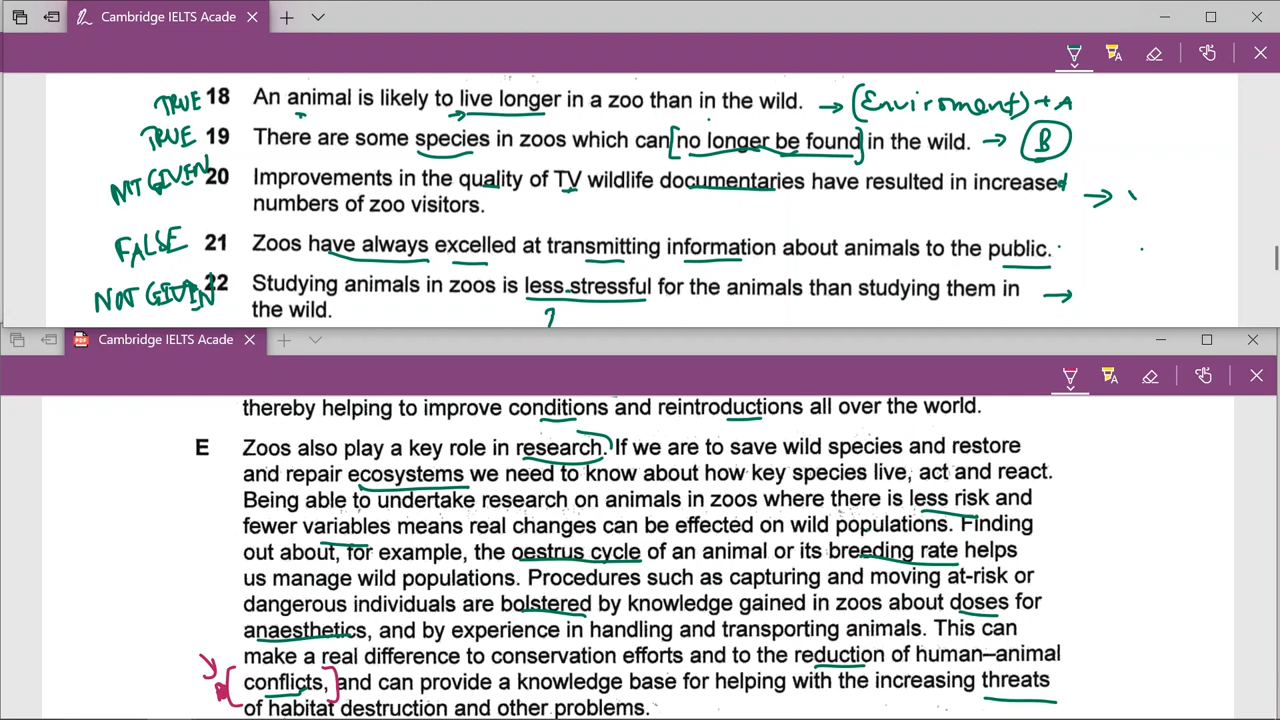 Cambridge IELTS Acade
TRUE 18 An animal is likely to live longer in a zoo than in the wild. → (Enviroment) + A
TRUE 19 There are some species in zoos which can [no longer be found] in the wild. → B
NOT GIVEN 20 Improvements in the quality of TV wildlife documentaries have resulted in increased →
numbers of zoo visitors.
FALSE 21 Zoos have always excelled at transmitting information about animals to the public.
NOT GIVEN 22 Studying animals in zoos is less stressful for the animals than studying them in →
the wild. ?
Cambridge IELTS Acade
thereby helping to improve conditions and reintroductions all over the world.
E Zoos also play a key role in research. If we are to save wild species and restore
and repair ecosystems we need to know about how key species live, act and react.
Being able to undertake research on animals in zoos where there is less risk and
fewer variables means real changes can be effected on wild populations. Finding
out about, for example, the oestrus cycle of an animal or its breeding rate helps
us manage wild populations. Procedures such as capturing and moving at-risk or
dangerous individuals are bolstered by knowledge gained in zoos about doses for
anaesthetics, and by experience in handling and transporting animals. This can
make a real difference to conservation efforts and to the reduction of human–animal
conflicts, and can provide a knowledge base for helping with the increasing threats
of habitat destruction and other problems.